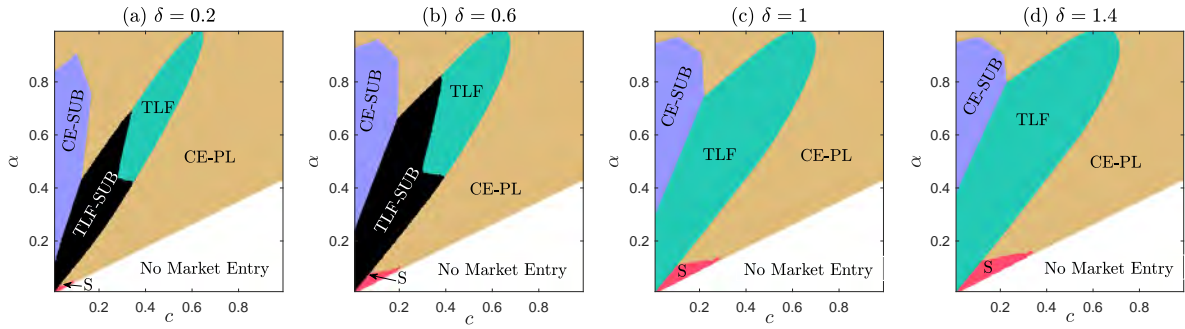 (a) δ = 0.2
(b) δ = 0.6
(c) δ = 1
(d) δ = 1.4
α
0.8
0.6
0.4
0.2
CE-SUB
TLF
TLF-SUB
CE-PL
S
No Market Entry
0.2 0.4 0.6 0.8
c
α
0.8
0.6
0.4
0.2
CE-SUB
TLF
TLF-SUB
CE-PL
S
No Market Entry
0.2 0.4 0.6 0.8
c
α
0.8
0.6
0.4
0.2
CE-SUB
TLF
CE-PL
S
No Market Entry
0.2 0.4 0.6 0.8
c
α
0.8
0.6
0.4
0.2
CE-SUB
TLF
CE-PL
S
No Market Entry
0.2 0.4 0.6 0.8
c